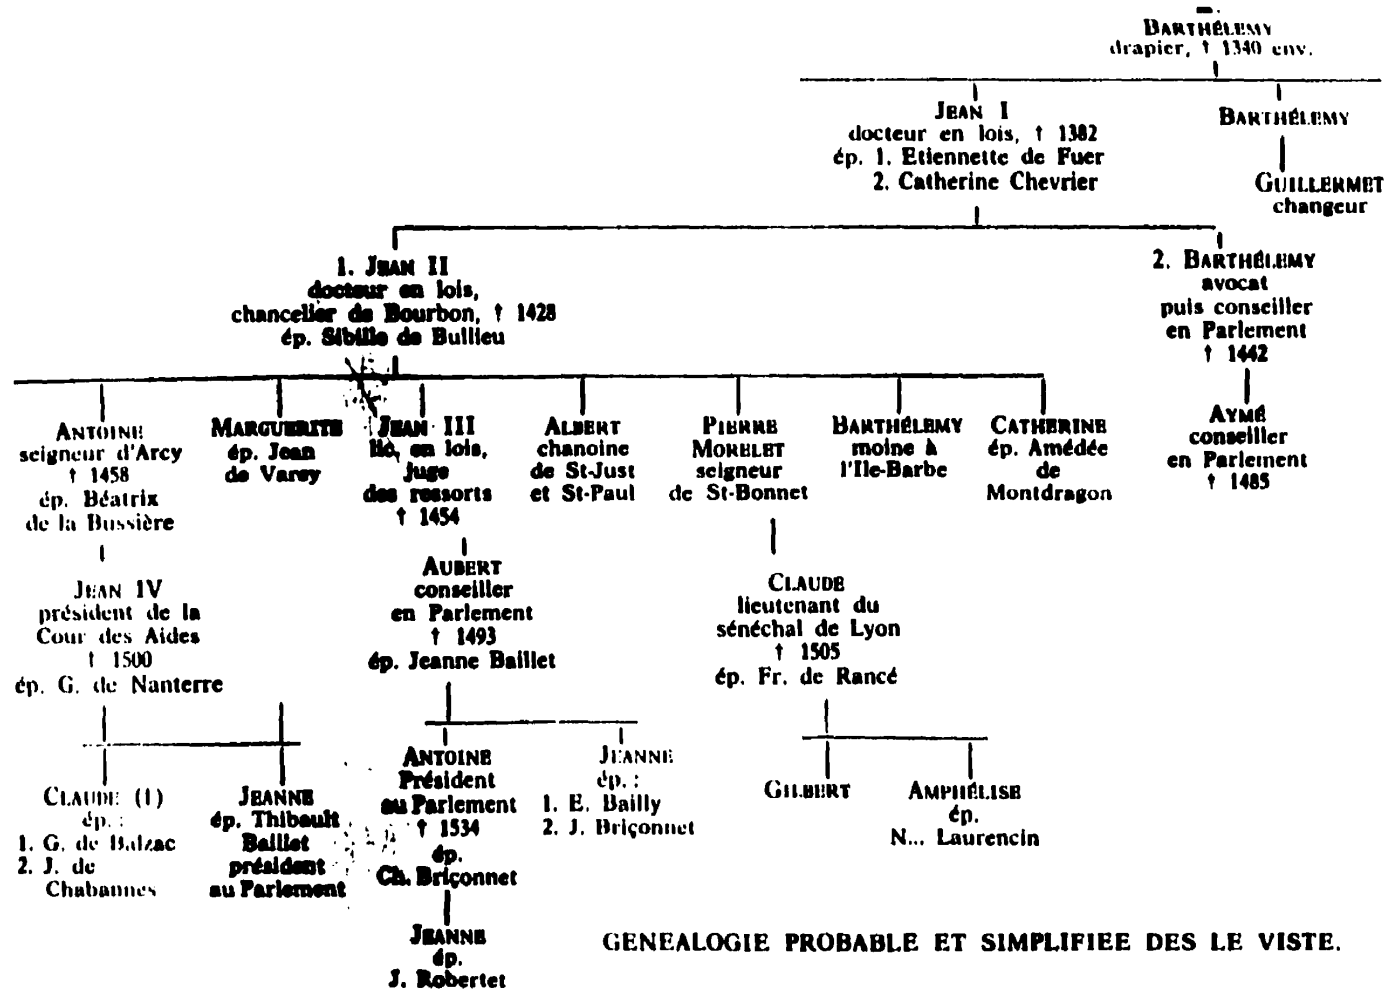 BARTHÉLEMY
drapier, † 1340 env.
JEAN I
docteur en lois, † 1382
ép. 1. Etiennette de Fuer
2. Catherine Chevrier
BARTHÉLEMY
GUILLERMET
changeur
1. JEAN II
docteur en lois,
chancelier de Bourbon, † 1428
ép. Sibille de Bullieu
2. BARTHÉLEMY
avocat
puis conseiller
en Parlement
† 1442
ANTOINE
seigneur d'Arcy
† 1458
ép. Béatrix
de la Bussière
MARGUERITE
ép. Jean
de Varey
JEAN III
lic. en lois,
juge
des ressorts
† 1454
ALBERT
chanoine
de St-Just
et St-Paul
PIERRE
MORELET
seigneur
de St-Bonnet
BARTHÉLEMY
moine à
l'Ile-Barbe
CATHERINE
ép. Amédée
de
Montdragon
AYMÉ
conseiller
en Parlement
† 1485
JEAN IV
président de la
Cour des Aides
† 1500
ép. G. de Nanterre
AUBERT
conseiller
en Parlement
† 1493
ép. Jeanne Baillet
CLAUDE
lieutenant du
sénéchal de Lyon
† 1505
ép. Fr. de Rancé
CLAUDE (1)
ép. :
1. G. de Balzac
2. J. de
Chabannes
JEANNE
ép. Thibault
Baillet
président
au Parlement
ANTOINE
Président
au Parlement
† 1534
ép.
Ch. Briçonnet
JEANNE
ép. :
1. E. Bailly
2. J. Briçonnet
GILBERT
AMPHÉLISE
ép.
N... Laurencin
JEANNE
ép.
J. Robertet
GENEALOGIE PROBABLE ET SIMPLIFIEE DES LE VISTE.